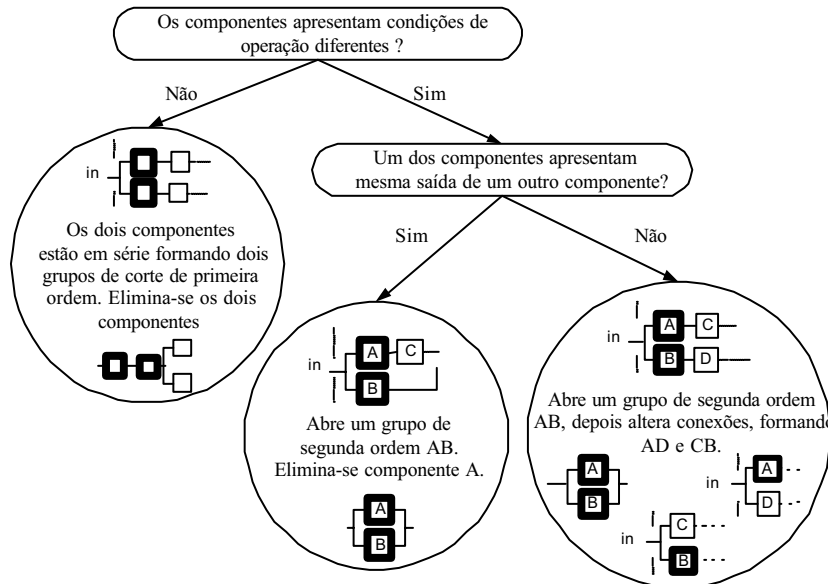 Os componentes apresentam condições de
operação diferentes ?
Não
Sim
in
Os dois componentes
estão em série formando dois
grupos de corte de primeira
ordem. Elimina-se os dois
componentes
Um dos componentes apresentam
mesma saída de um outro componente?
Sim
Não
in
A
C
B
Abre um grupo de
segunda ordem AB.
Elimina-se componente A.
A
B
in
A
C
B
D
Abre um grupo de segunda ordem
AB, depois altera conexões, formando
AD e CB.
A
B
in
A
D
in
C
B